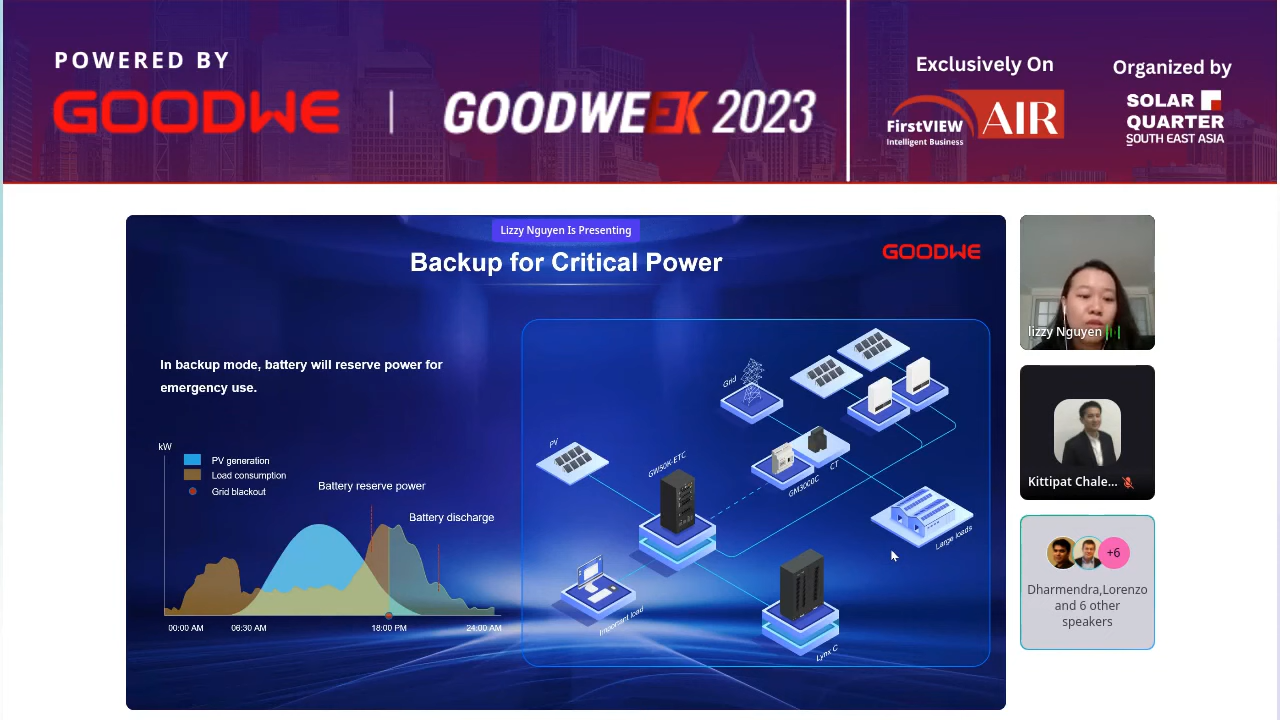 POWERED BY
GOODWE
GOODWEEK 2023
Exclusively On
FirstVIEW
Intelligent Business
AIR
Organized by
SOLAR
QUARTER
SOUTH EAST ASIA
Lizzy Nguyen Is Presenting
Backup for Critical Power
GOODWE
In backup mode, battery will reserve power for
emergency use.
kW
PV generation
Load consumption
Grid blackout
Battery reserve power
Battery discharge
00:00 AM
06:30 AM
18:00 PM
24:00 AM
Grid
PV
GW50K-ETC
CT
GM3000C
Large loads
Important load
Lynx C
lizzy Nguyen
Kittipat Chale...
+6
Dharmendra,Lorenzo
and 6 other
speakers